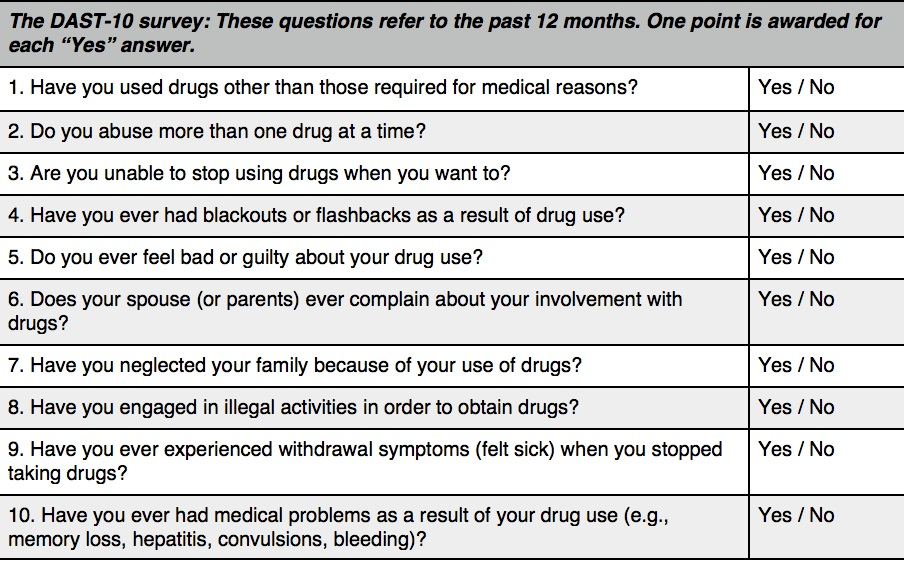 The DAST-10 survey: These questions refer to the past 12 months. One point is awarded for
each “Yes” answer.
1. Have you used drugs other than those required for medical reasons? Yes / No
2. Do you abuse more than one drug at a time? Yes / No
3. Are you unable to stop using drugs when you want to? Yes / No
4. Have you ever had blackouts or flashbacks as a result of drug use? Yes / No
5. Do you ever feel bad or guilty about your drug use? Yes / No
6. Does your spouse (or parents) ever complain about your involvement with Yes / No
drugs?
7. Have you neglected your family because of your use of drugs? Yes / No
8. Have you engaged in illegal activities in order to obtain drugs? Yes / No
9. Have you ever experienced withdrawal symptoms (felt sick) when you stopped Yes / No
taking drugs?
10. Have you ever had medical problems as a result of your drug use (e.g., Yes / No
memory loss, hepatitis, convulsions, bleeding)?